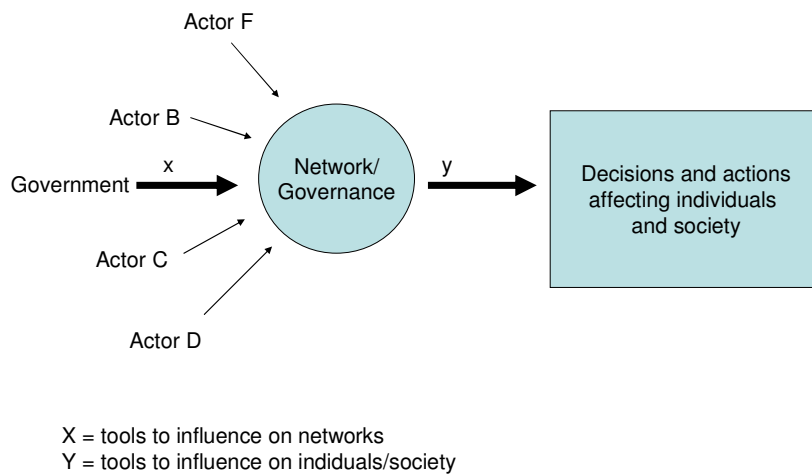 Actor F
Actor B
x
Government
Network/
Governance
y
Decisions and actions
affecting individuals
and society
Actor C
Actor D
X = tools to influence on networks
Y = tools to influence on indiduals/society